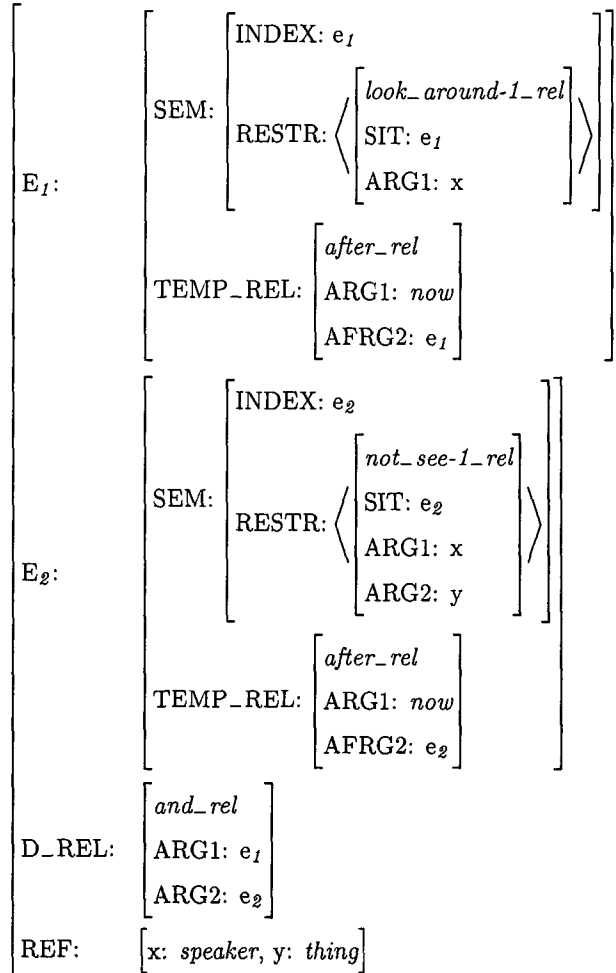 INDEX: e1
look_around-1_rel
SEM:
RESTR:
SIT: e1
ARG1: x
E1:
after_rel
TEMP_REL:
ARG1: now
AFRG2: e1
INDEX: e2
not_see-1_rel
SEM:
SIT: e2
RESTR:
ARG1: x
ARG2: y
E2:
after_rel
TEMP_REL:
ARG1: now
AFRG2: e2
and_rel
D_REL:
ARG1: e1
ARG2: e2
REF:
x: speaker, y: thing